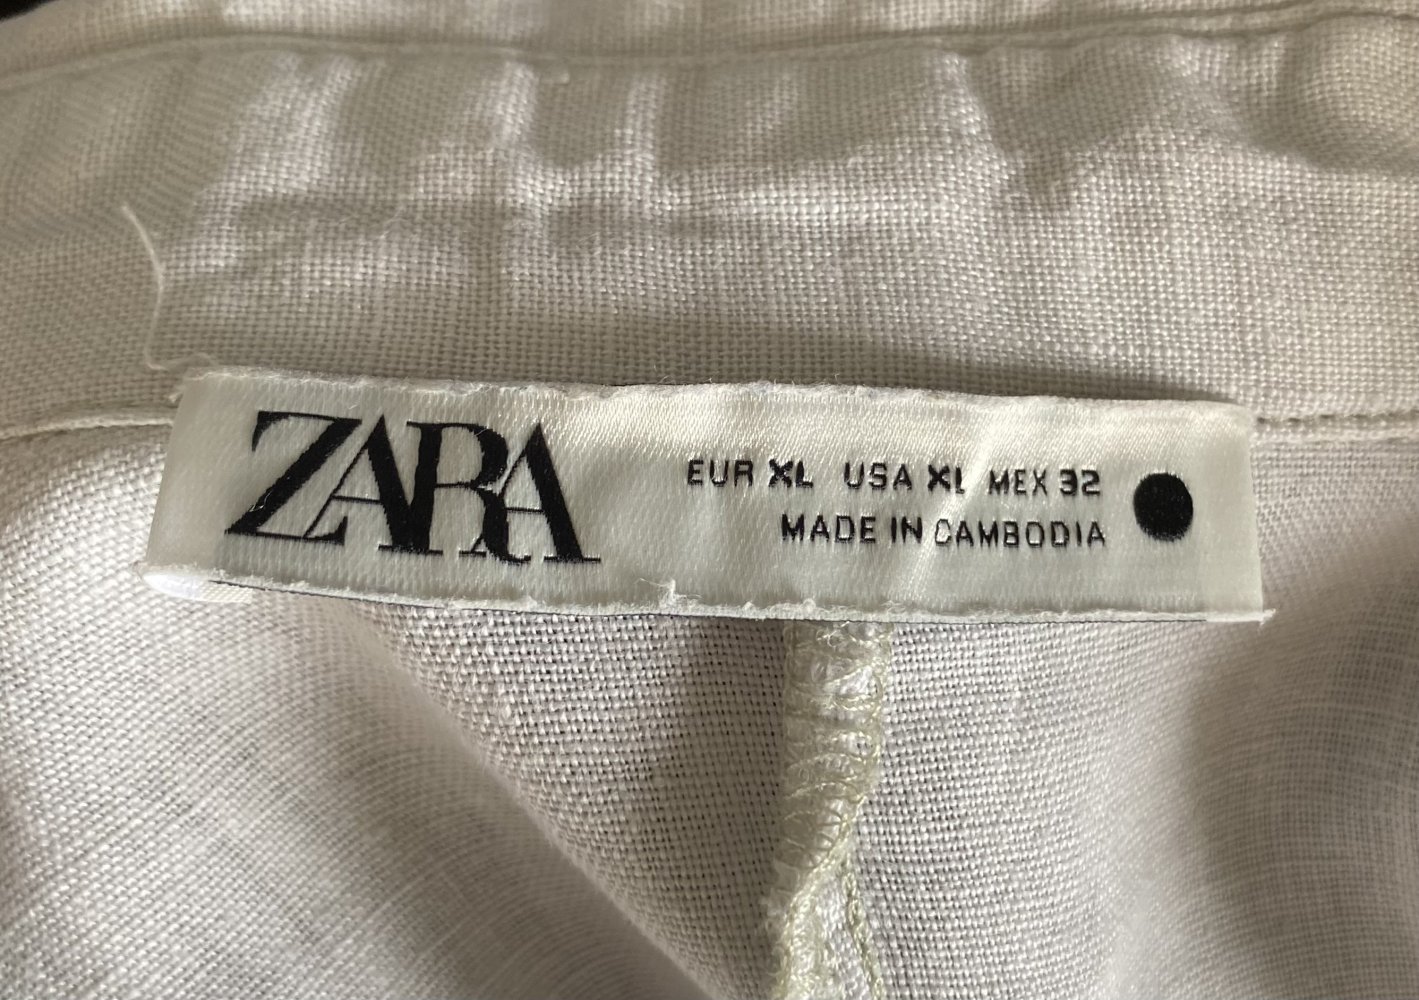 ZARA
EUR XL USA XL MEX 32
MADE IN CAMBODIA